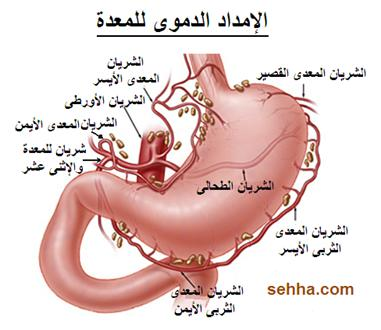 الإمداد الدموى للمعدة
الشريان
المعدى الأيسر
الشريان المعدى القصير
الشريان الأورطى
الشريان
المعدى الأيمن
شريان للمعدة
والإثنى عشر
الشريان الطحالى
الشريان المعدى
الثربى الأيسر
الشريان المعدى
الثربى الأيمن
sehha.com